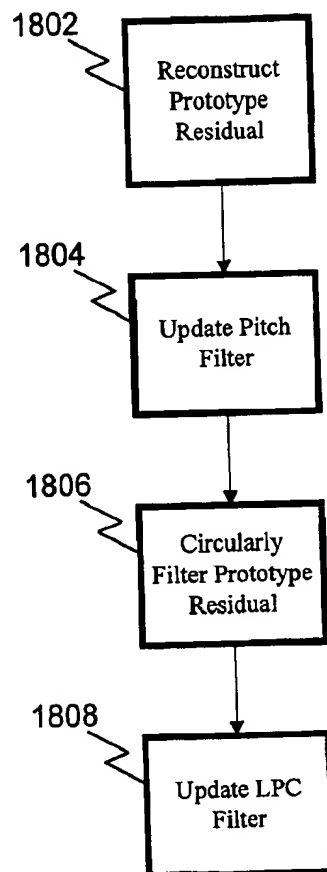 1802
Reconstruct
Prototype
Residual
1804
Update Pitch
Filter
1806
Circularly
Filter Prototype
Residual
1808
Update LPC
Filter